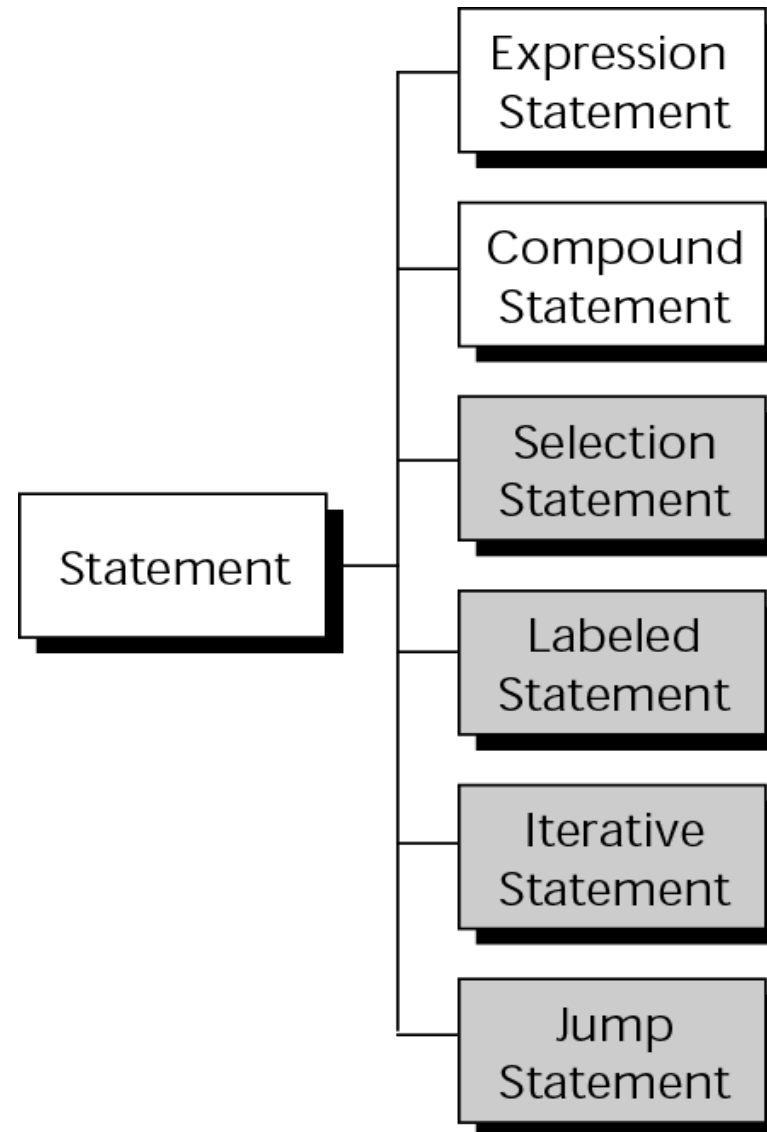 Expression
Statement
Compound
Statement
Selection
Statement
Statement
Labeled
Statement
Iterative
Statement
Jump
Statement